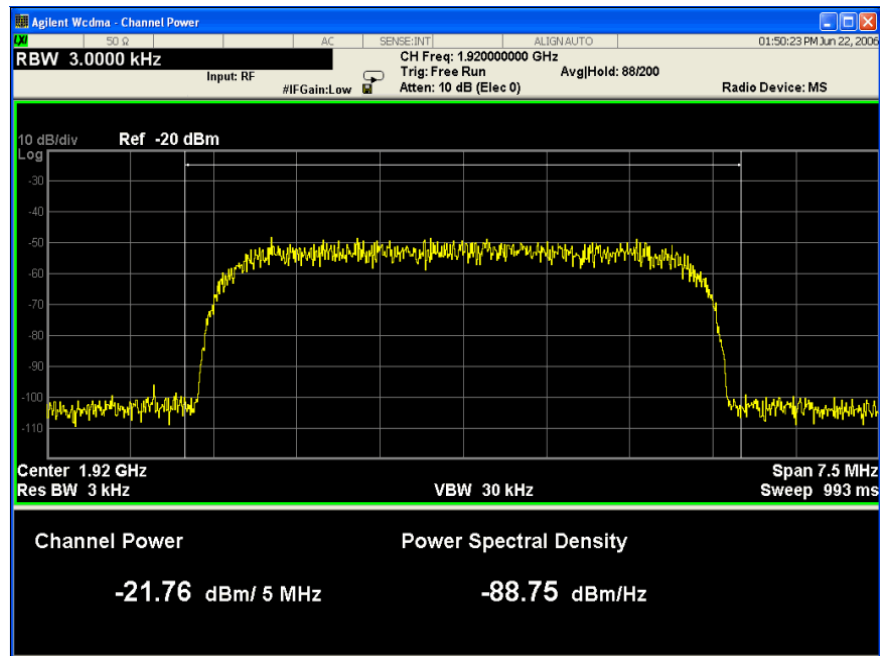 Agilent Wcdma - Channel Power
LXI 50 Ω AC SENSE:INT ALIGN AUTO 01:50:23 PM Jun 22, 2006
RBW 3.0000 kHz
CH Freq: 1.920000000 GHz
Input: RF Trig: Free Run Avg|Hold: 88/200
#IFGain:Low Atten: 10 dB (Elec 0) Radio Device: MS
10 dB/div Ref -20 dBm
Log
-30
-40
-50
-60
-70
-80
-90
-100
-110
Center 1.92 GHz Span 7.5 MHz
Res BW 3 kHz VBW 30 kHz Sweep 993 ms
Channel Power Power Spectral Density
-21.76 dBm/ 5 MHz -88.75 dBm/Hz